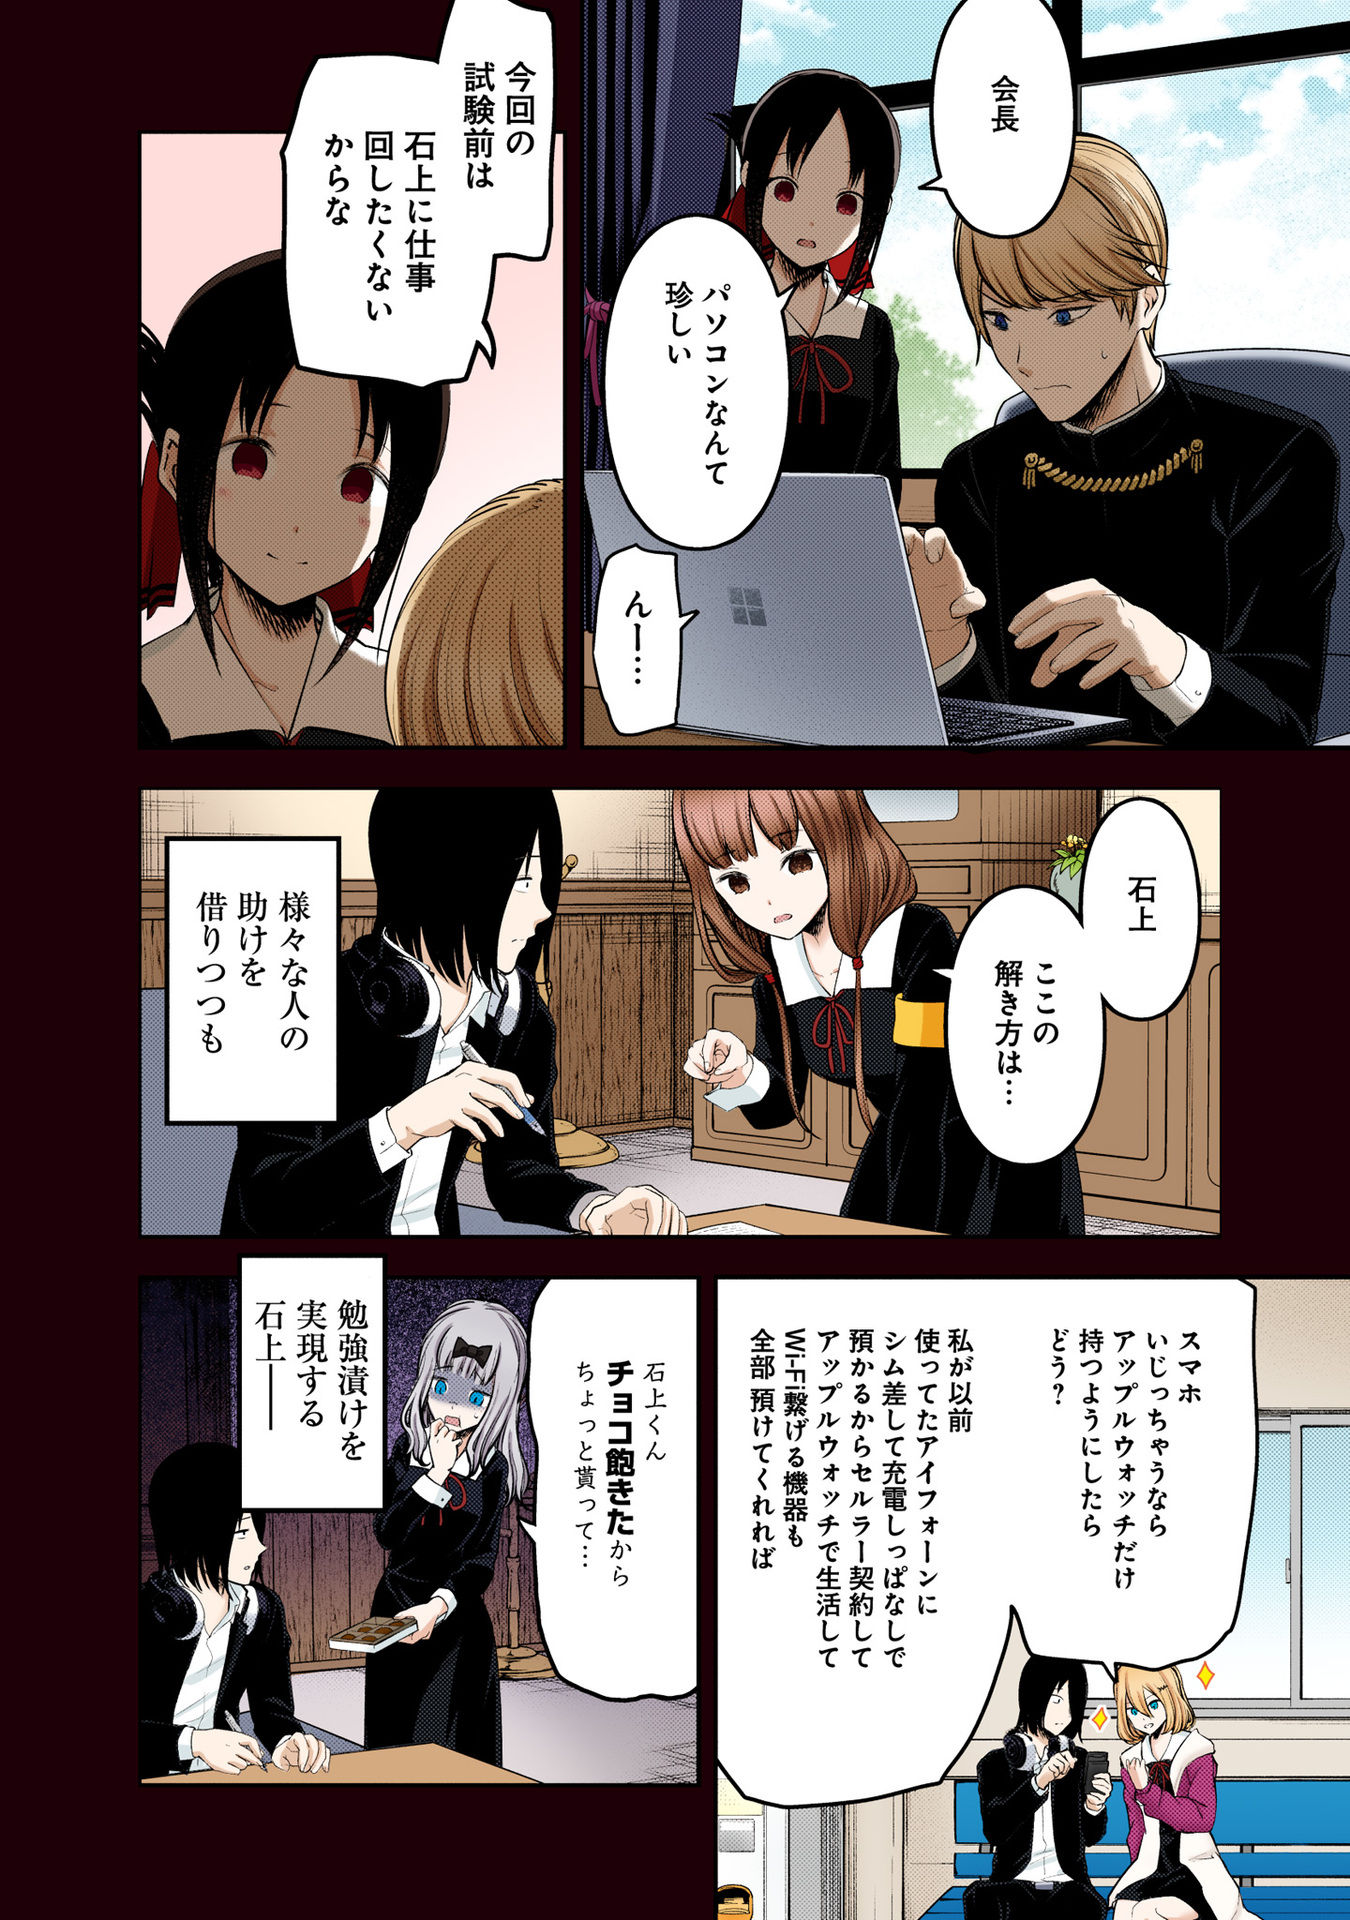 会長
パソコンなんて
珍しい
んー…
今回の
試験前は
石上に仕事
回したくない
からな
石上
ここの
解き方は…
様々な人の
助けを
借りつつも
スマホ
いじっちゃうなら
アップルウォッチだけ
持つようにしたら
どう？
私が以前
使ってたアイフォーンに
シム差して充電しっぱなしで
預かるからセルラー契約して
アップルウォッチで生活して
Wi-Fi繋げる機器も
全部 預けてくれれば
石上くん
チョコ飽きたから
ちょっと貰って…
勉強漬けを
実現する
石上──